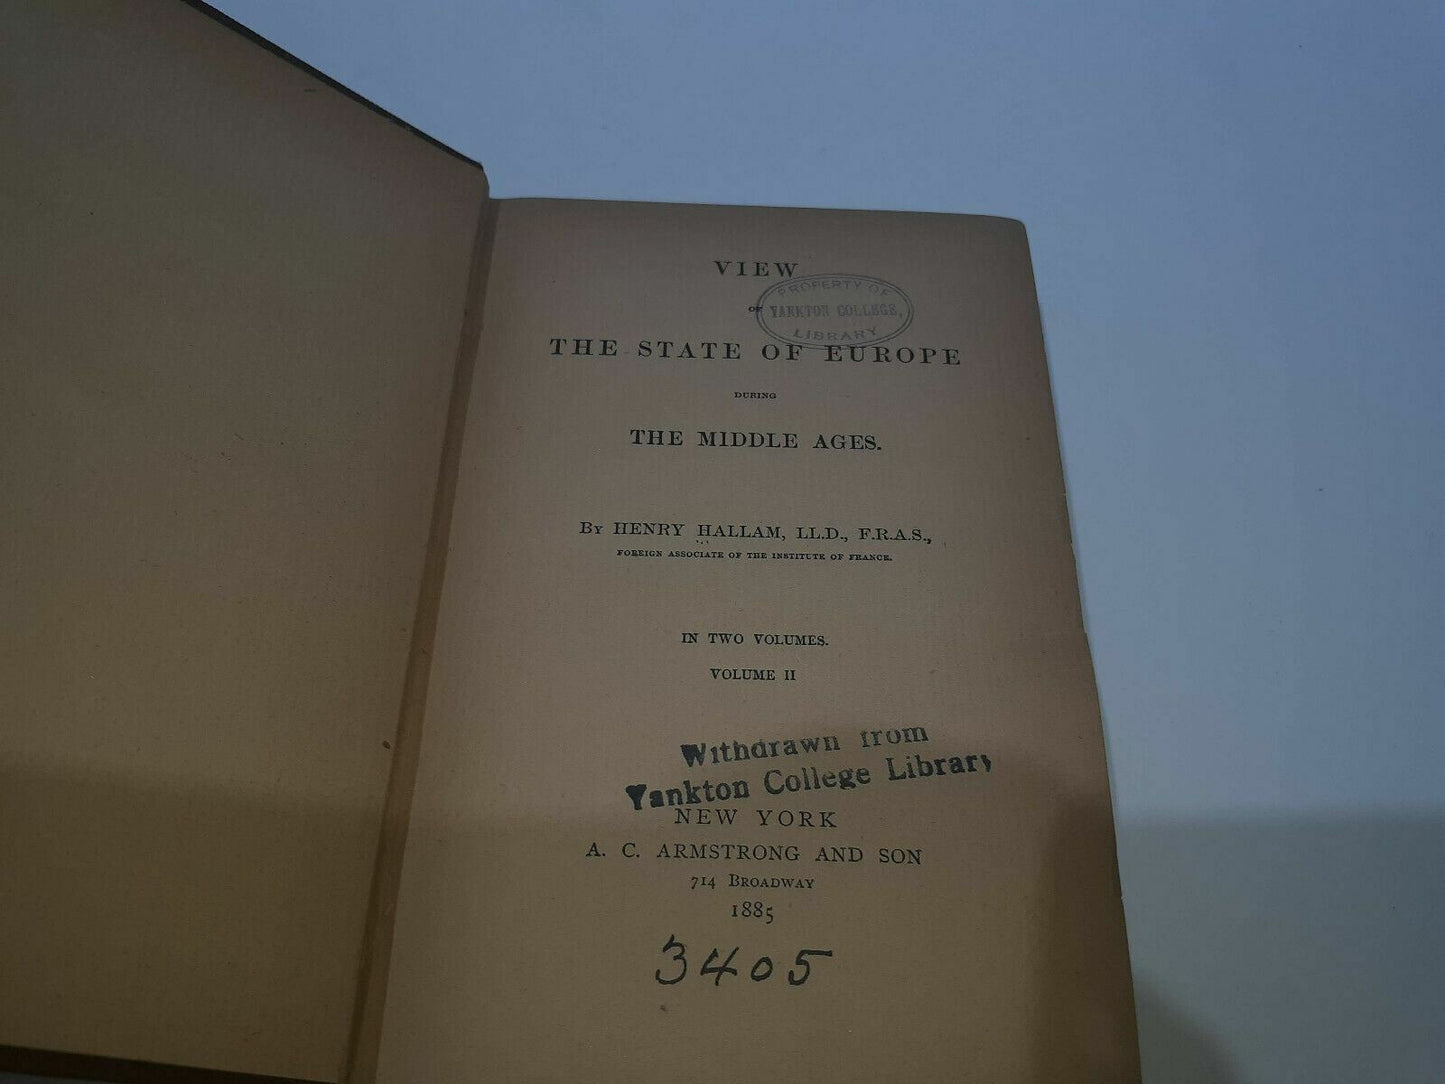 VIEW
OF
PROPERTY OF
YANKTON COLLEGE,
LIBRARY
THE STATE OF EUROPE
DURING
THE MIDDLE AGES.
By HENRY HALLAM, LL.D., F.R.A.S.,
FOREIGN ASSOCIATE OF THE INSTITUTE OF FRANCE.
IN TWO VOLUMES.
VOLUME II
Withdrawn from
Yankton College Library
NEW YORK
A. C. ARMSTRONG AND SON
714 BROADWAY
1885
3405